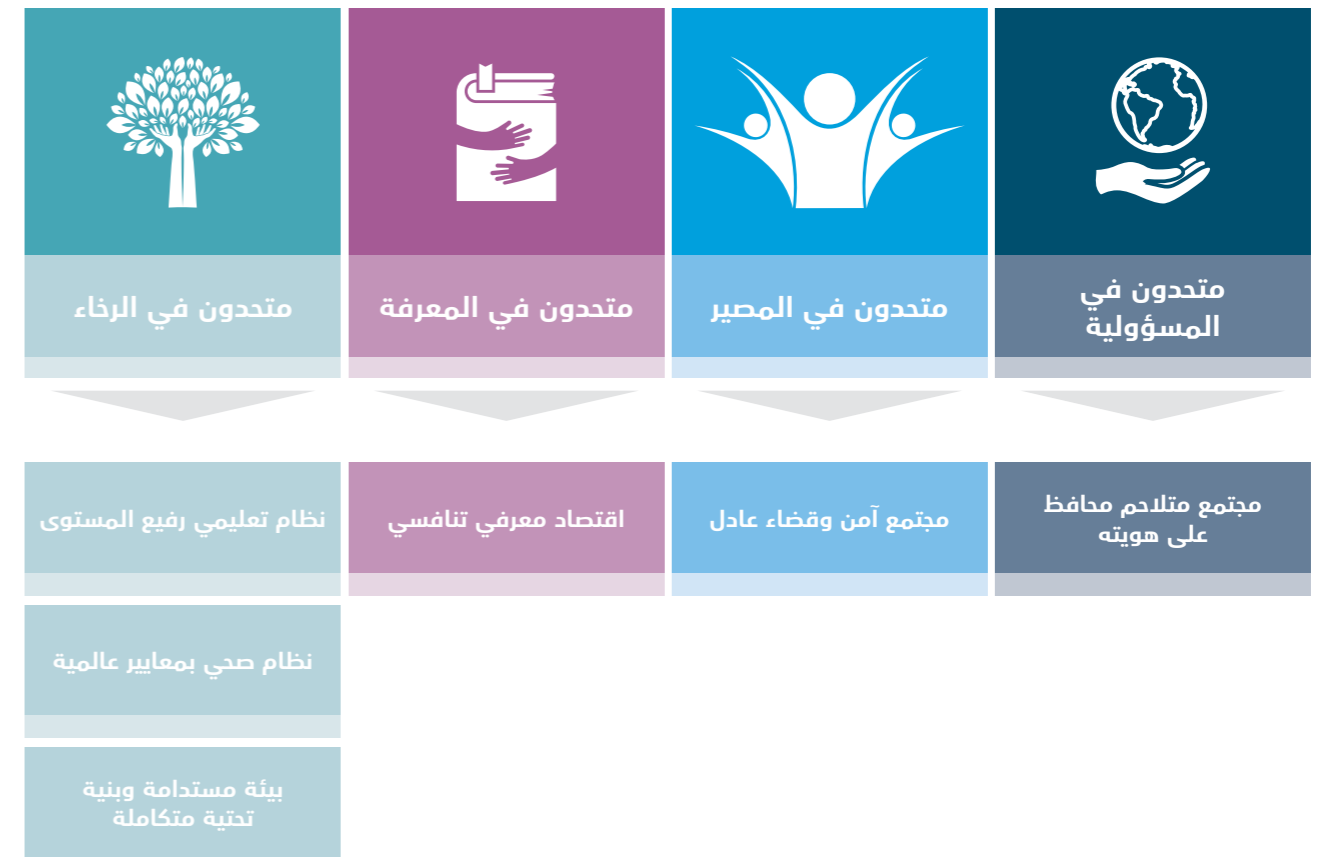 متحدون في
المسؤولية
متحدون في المصير
متحدون في المعرفة
متحدون في الرخاء
مجتمع متلاحم محافظ
على هويته
مجتمع آمن وقضاء عادل
اقتصاد معرفي تنافسي
نظام تعليمي رفيع المستوى
نظام صحي بمعايير عالمية
بيئة مستدامة وبنية
تحتية متكاملة